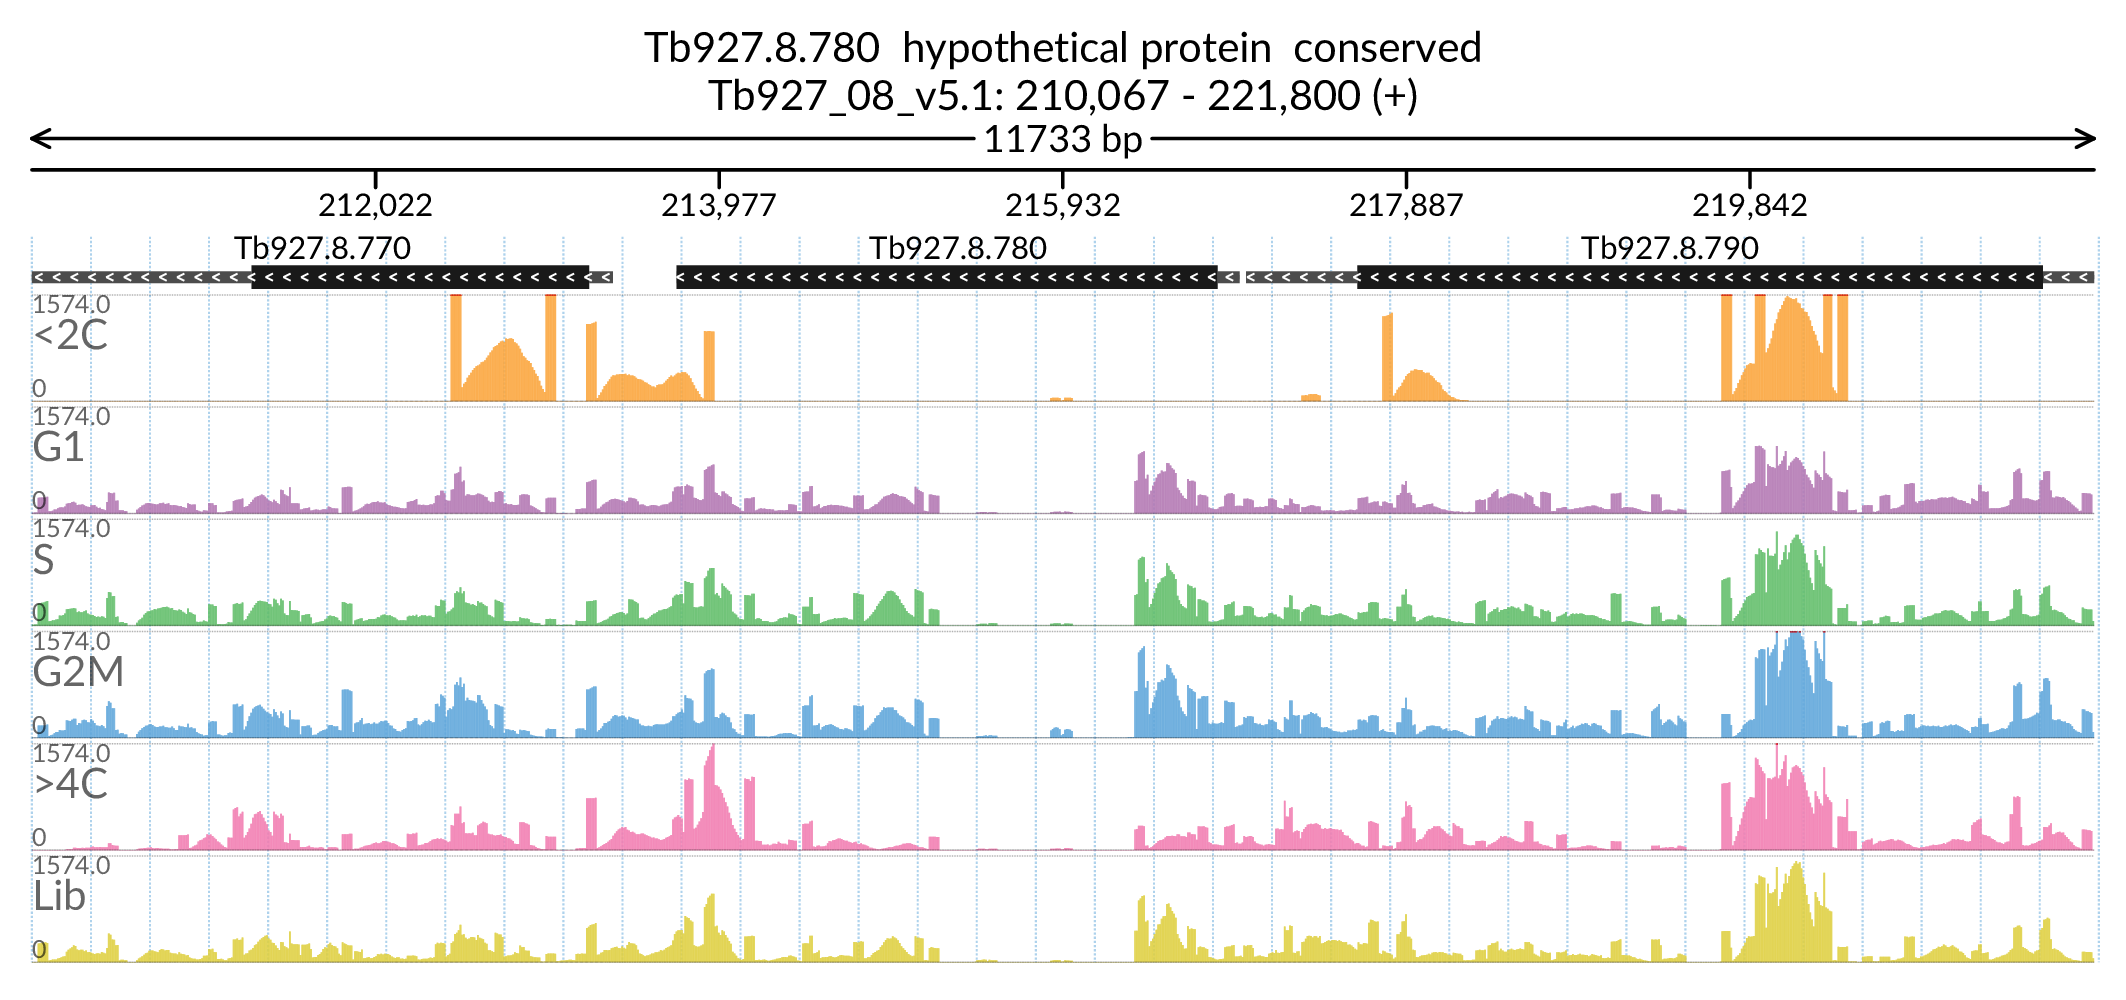 Tb927.8.780  hypothetical protein  conserved
Tb927_08_v5.1: 210,067 - 221,800 (+)
11733 bp
212,022 213,977 215,932 217,887 219,842
Tb927.8.770 Tb927.8.780 Tb927.8.790
1574.0
<2C
0
1574.0
G1
0
1574.0
S
0
1574.0
G2M
0
1574.0
>4C
0
1574.0
Lib
0